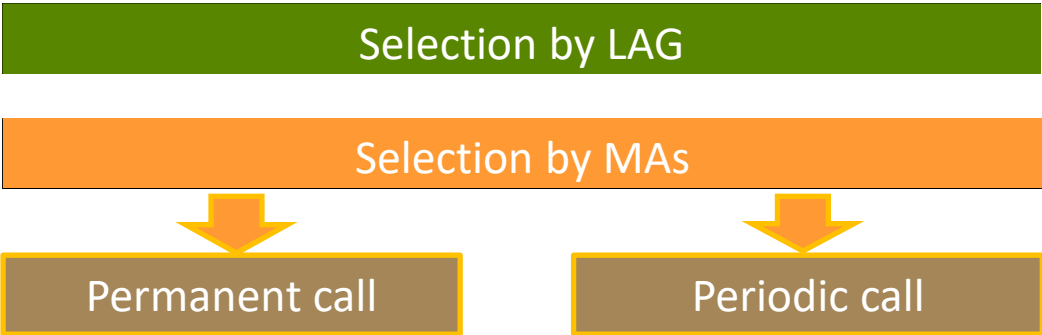 Selection by LAG
Selection by MAs
Permanent call
Periodic call